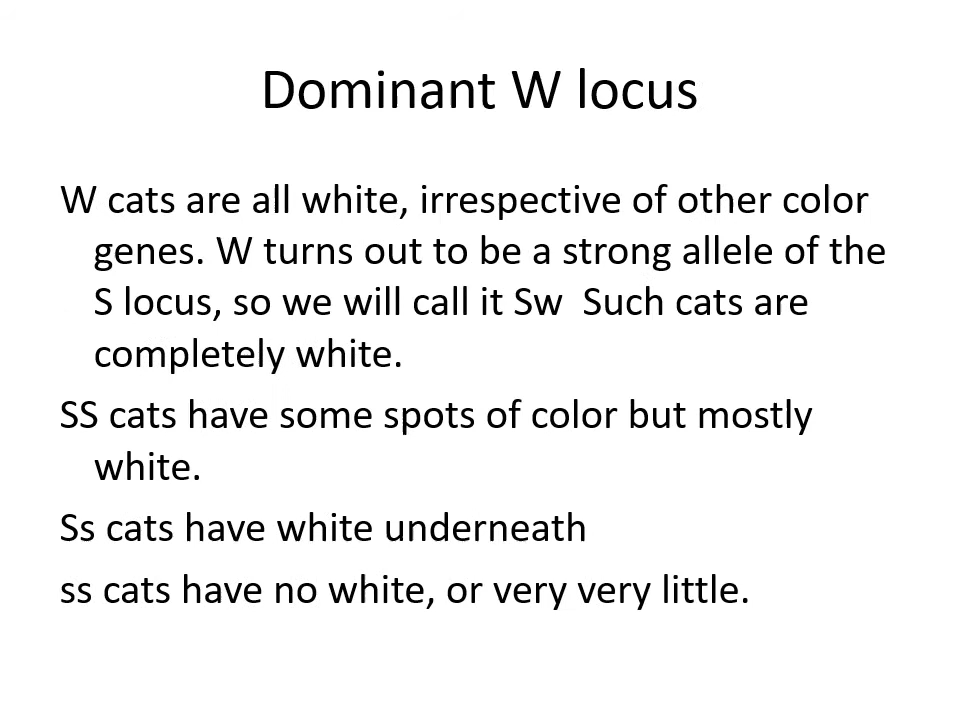 Dominant W locus
W cats are all white, irrespective of other color
genes. W turns out to be a strong allele of the
S locus, so we will call it Sw  Such cats are
completely white.
SS cats have some spots of color but mostly
white.
Ss cats have white underneath
ss cats have no white, or very very little.